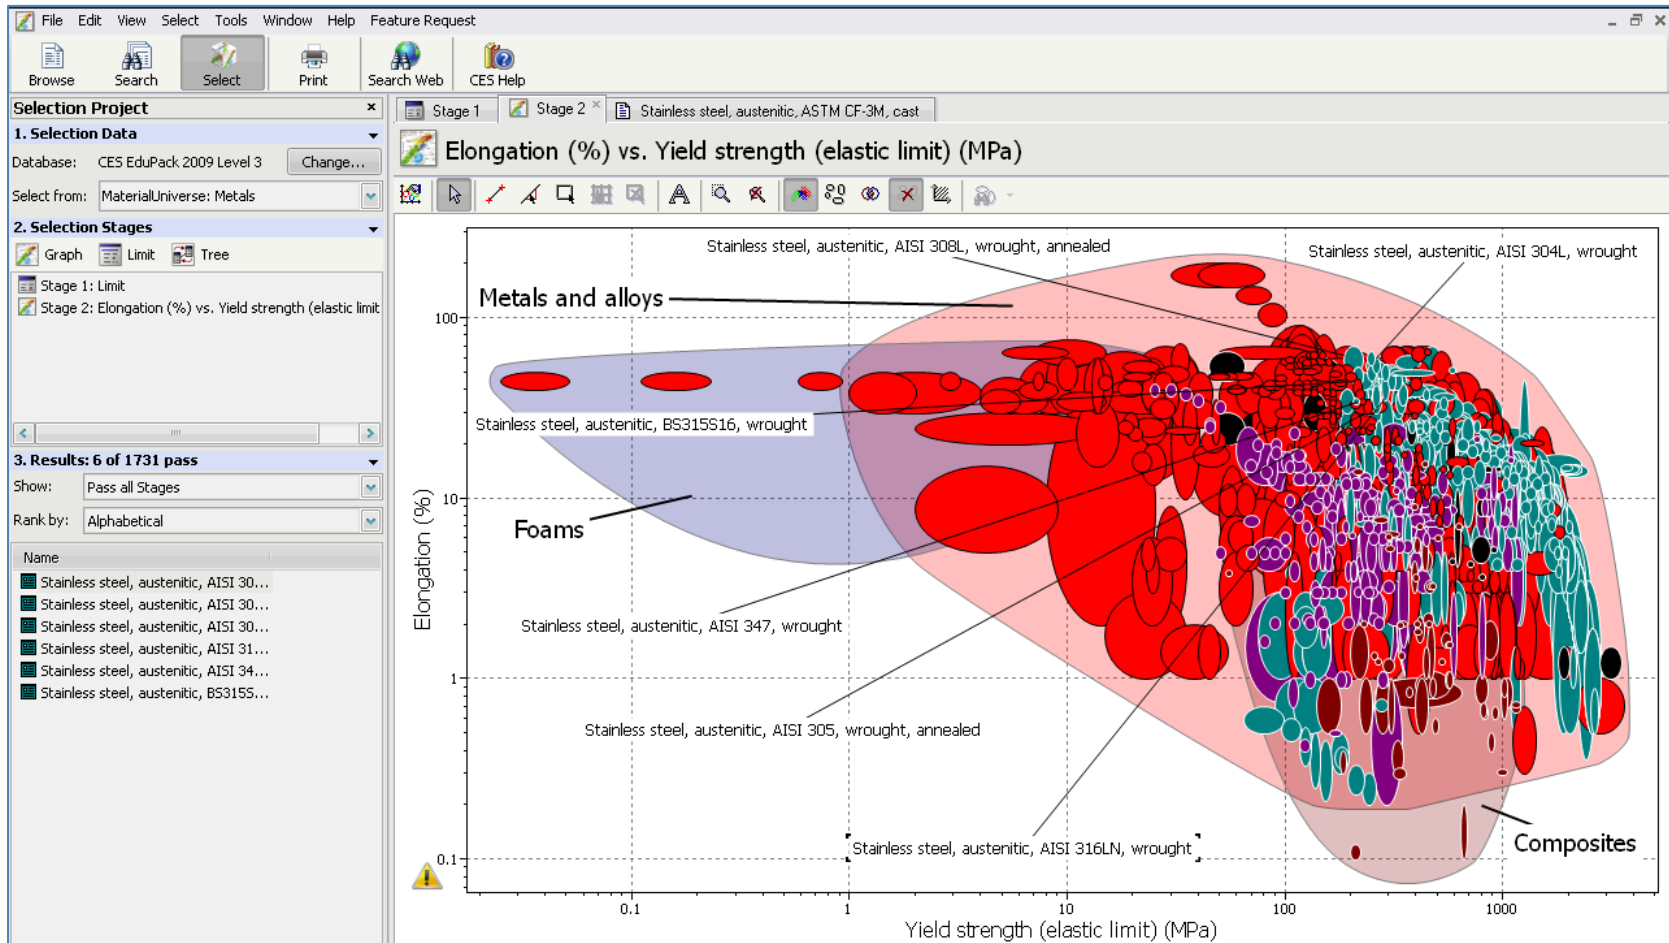 File Edit View Select Tools Window Help Feature Request
Browse Search Select Print Search Web CES Help
Selection Project
1. Selection Data
Database: CES EduPack 2009 Level 3 Change...
Select from: MaterialUniverse: Metals
2. Selection Stages
Graph Limit Tree
Stage 1: Limit
Stage 2: Elongation (%) vs. Yield strength (elastic limit
3. Results: 6 of 1731 pass
Show: Pass all Stages
Rank by: Alphabetical
Name
Stainless steel, austenitic, AISI 30...
Stainless steel, austenitic, AISI 30...
Stainless steel, austenitic, AISI 30...
Stainless steel, austenitic, AISI 31...
Stainless steel, austenitic, AISI 34...
Stainless steel, austenitic, BS315S...
Stage 1 Stage 2 Stainless steel, austenitic, ASTM CF-3M, cast
Elongation (%) vs. Yield strength (elastic limit) (MPa)
Stainless steel, austenitic, AISI 308L, wrought, annealed
Stainless steel, austenitic, AISI 304L, wrought
Metals and alloys
100
Stainless steel, austenitic, BS315S16, wrought
10
Foams
Elongation (%)
Stainless steel, austenitic, AISI 347, wrought
1
Stainless steel, austenitic, AISI 305, wrought, annealed
Stainless steel, austenitic, AISI 316LN, wrought
Composites
0.1
0.1 1 10 100 1000
Yield strength (elastic limit) (MPa)